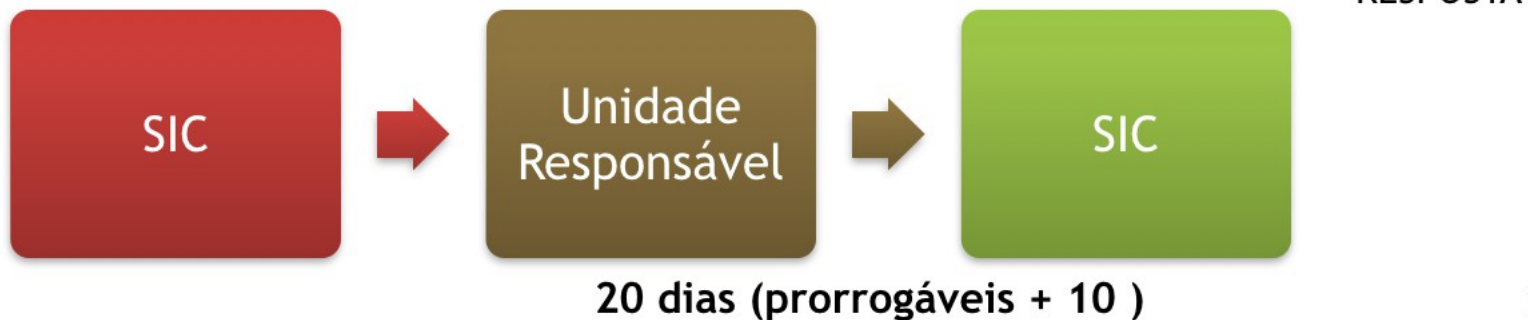 SIC
Unidade
Responsável
SIC
20 dias (prorrogáveis + 10 )